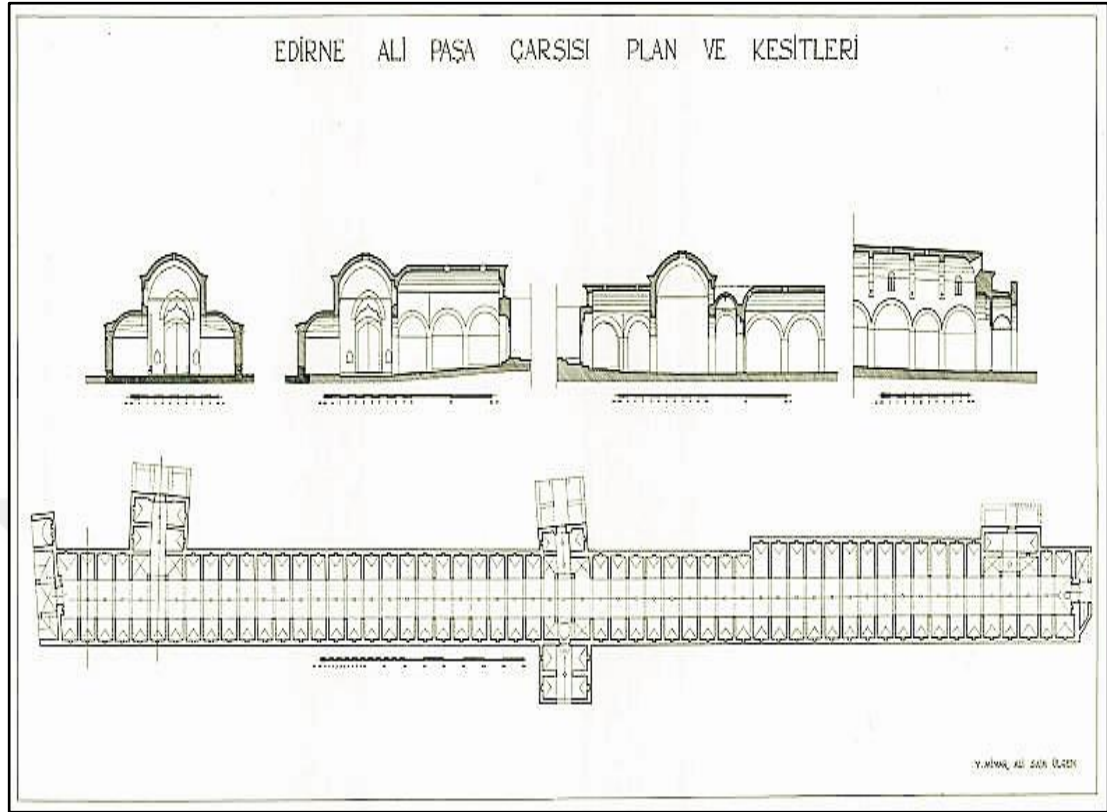 EDİRNE ALİ PAŞA ÇARŞISI PLAN VE KESİTLERİ
Y. MİMAR, ALİ SAİM ÜLGEN